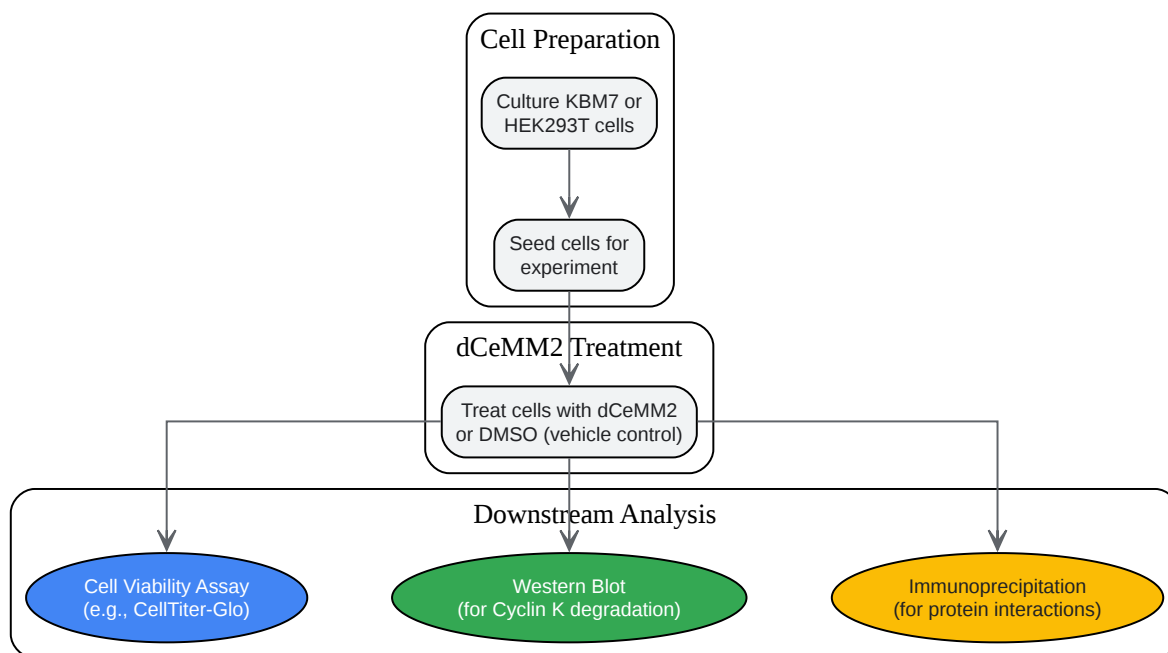 Cell Preparation
Culture KBM7 or
HEK293T cells
Seed cells for
experiment
dCeMM2 Treatment
Treat cells with dCeMM2
or DMSO (vehicle control)
Downstream Analysis
Cell Viability Assay
(e.g., CellTiter-Glo)
Western Blot
(for Cyclin K degradation)
Immunoprecipitation
(for protein interactions)